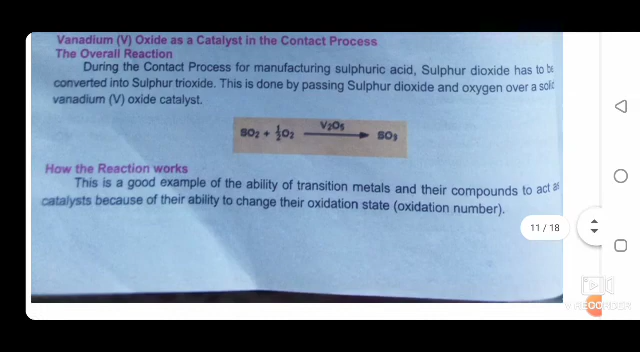 Vanadium (V) Oxide as a Catalyst in the Contact Process
The Overall Reaction
During the Contact Process for manufacturing sulphuric acid, Sulphur dioxide has to be
converted into Sulphur trioxide. This is done by passing Sulphur dioxide and oxygen over a solid
vanadium (V) oxide catalyst.
V₂O₅
SO₂ + ½O₂ ⟶ SO₃
How the Reaction works
This is a good example of the ability of transition metals and their compounds to act as
catalysts because of their ability to change their oxidation state (oxidation number).
11 / 18